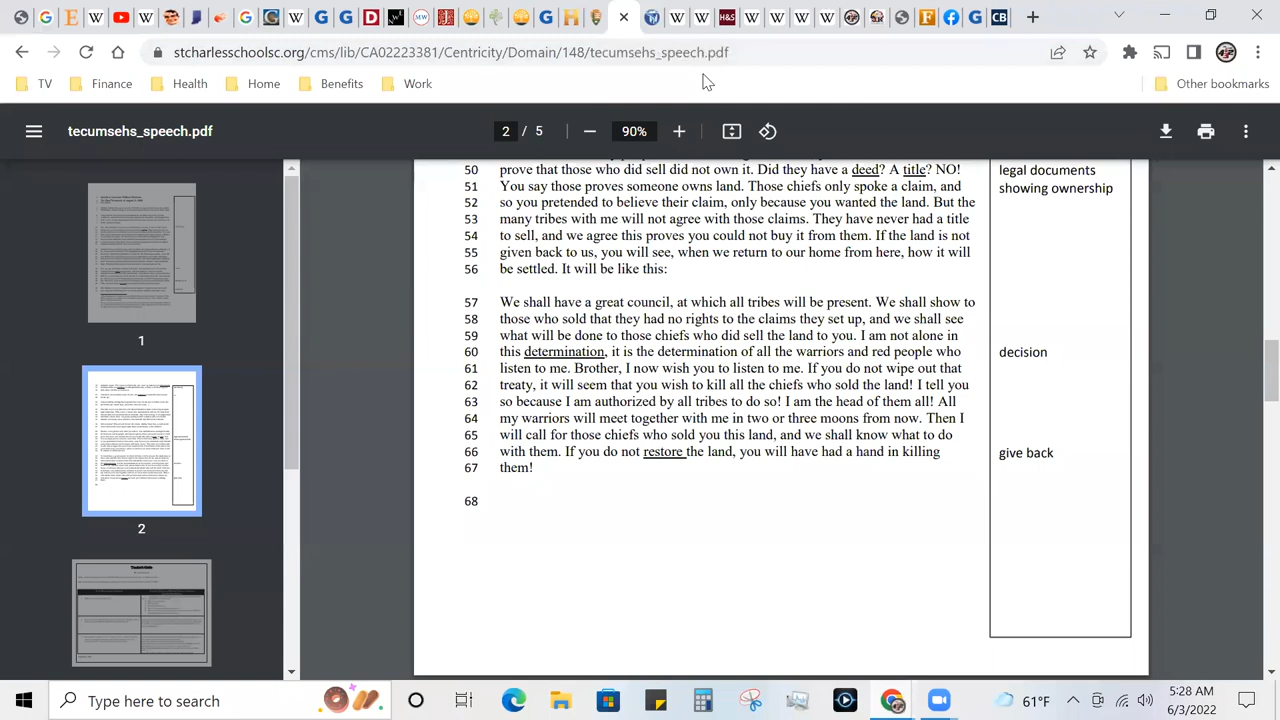 stcharlesschoolsc.org/cms/lib/CA02223381/Centricity/Domain/148/tecumsehs_speech.pdf
TV Finance Health Home Benefits Work Other bookmarks
tecumsehs_speech.pdf 2 / 5 90%
50 prove that those who did sell did not own it. Did they have a deed? A title? NO! legal documents
51 You say those proves someone owns land. Those chiefs only spoke a claim, and showing ownership
52 so you pretended to believe their claim, only because you wanted the land. But the
53 many tribes with me will not agree with those claims. They have never had a title
54 to sell, and we agree this proves you could not buy it from them. If the land is not
55 given back to us, you will see, when we return to our home from here, how it will
56 be settled. It will be like this:
57 We shall have a great council, at which all tribes will be present. We shall show to
58 those who sold that they had no rights to the claims they set up, and we shall see
59 what will be done to those chiefs who did sell the land to you. I am not alone in
60 this determination, it is the determination of all the warriors and red people who decision
61 listen to me. Brother, I now wish you to listen to me. If you do not wipe out that
62 treaty, it will seem that you wish to kill all the chiefs who sold the land! I tell you
63 so because I am authorized by all tribes to do so! I am the head of them all! All
64 my warriors will meet together with me in two or three moons from now. Then I
65 will call for those chiefs who sold you this land, and we shall know what to do
66 with them. If you do not restore the land, you will have had a hand in killing give back
67 them!
68
1
2
Type here to search
61°F
5:28 AM
6/3/2022